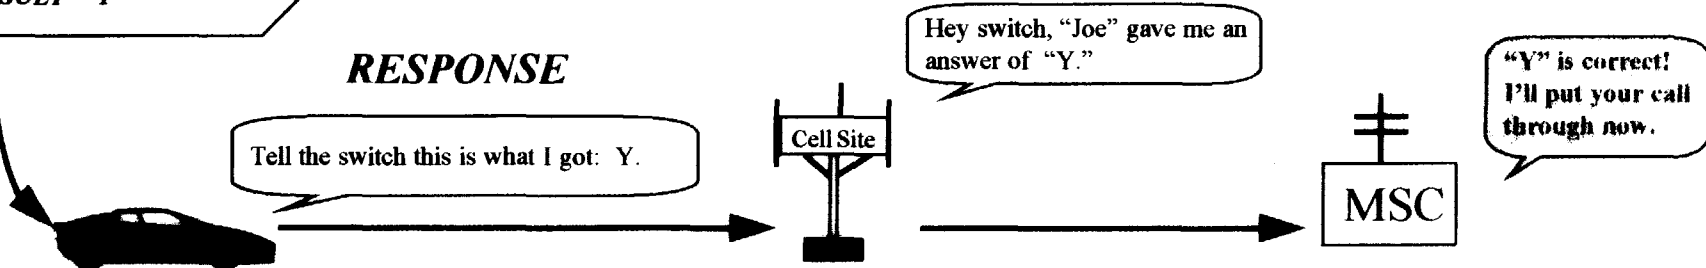 RESPONSE
Hey switch, “Joe” gave me an
answer of “Y.”
“Y” is correct!
I’ll put your call
through now.
Tell the switch this is what I got: Y.
Cell Site
MSC